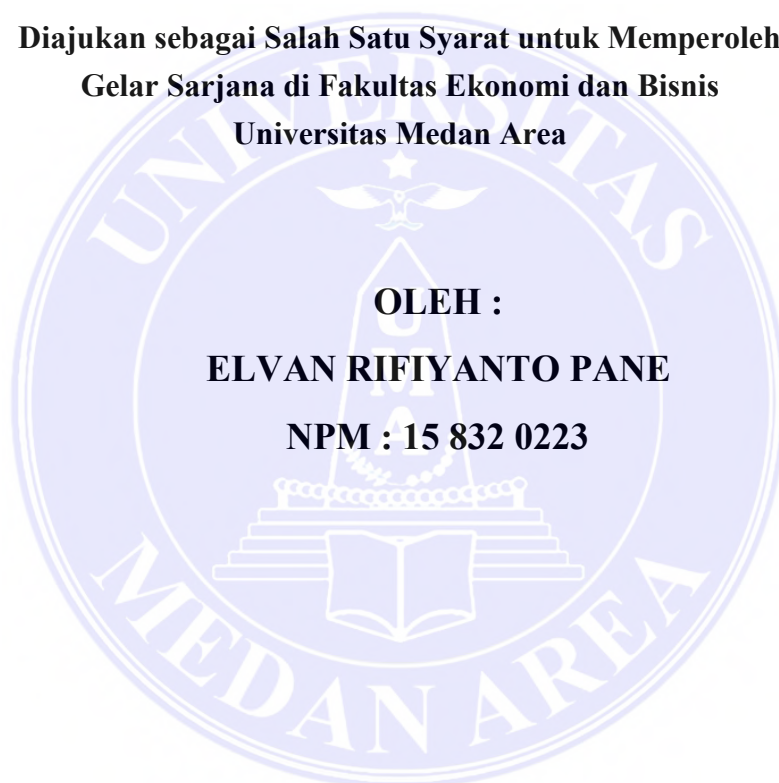 Diajukan sebagai Salah Satu Syarat untuk Memperoleh
Gelar Sarjana di Fakultas Ekonomi dan Bisnis
Universitas Medan Area
UNIVERSITAS
OLEH :
U
ELVAN RIFIYANTO PANE
M
NPM : 15 832 0223
A
MEDAN AREA